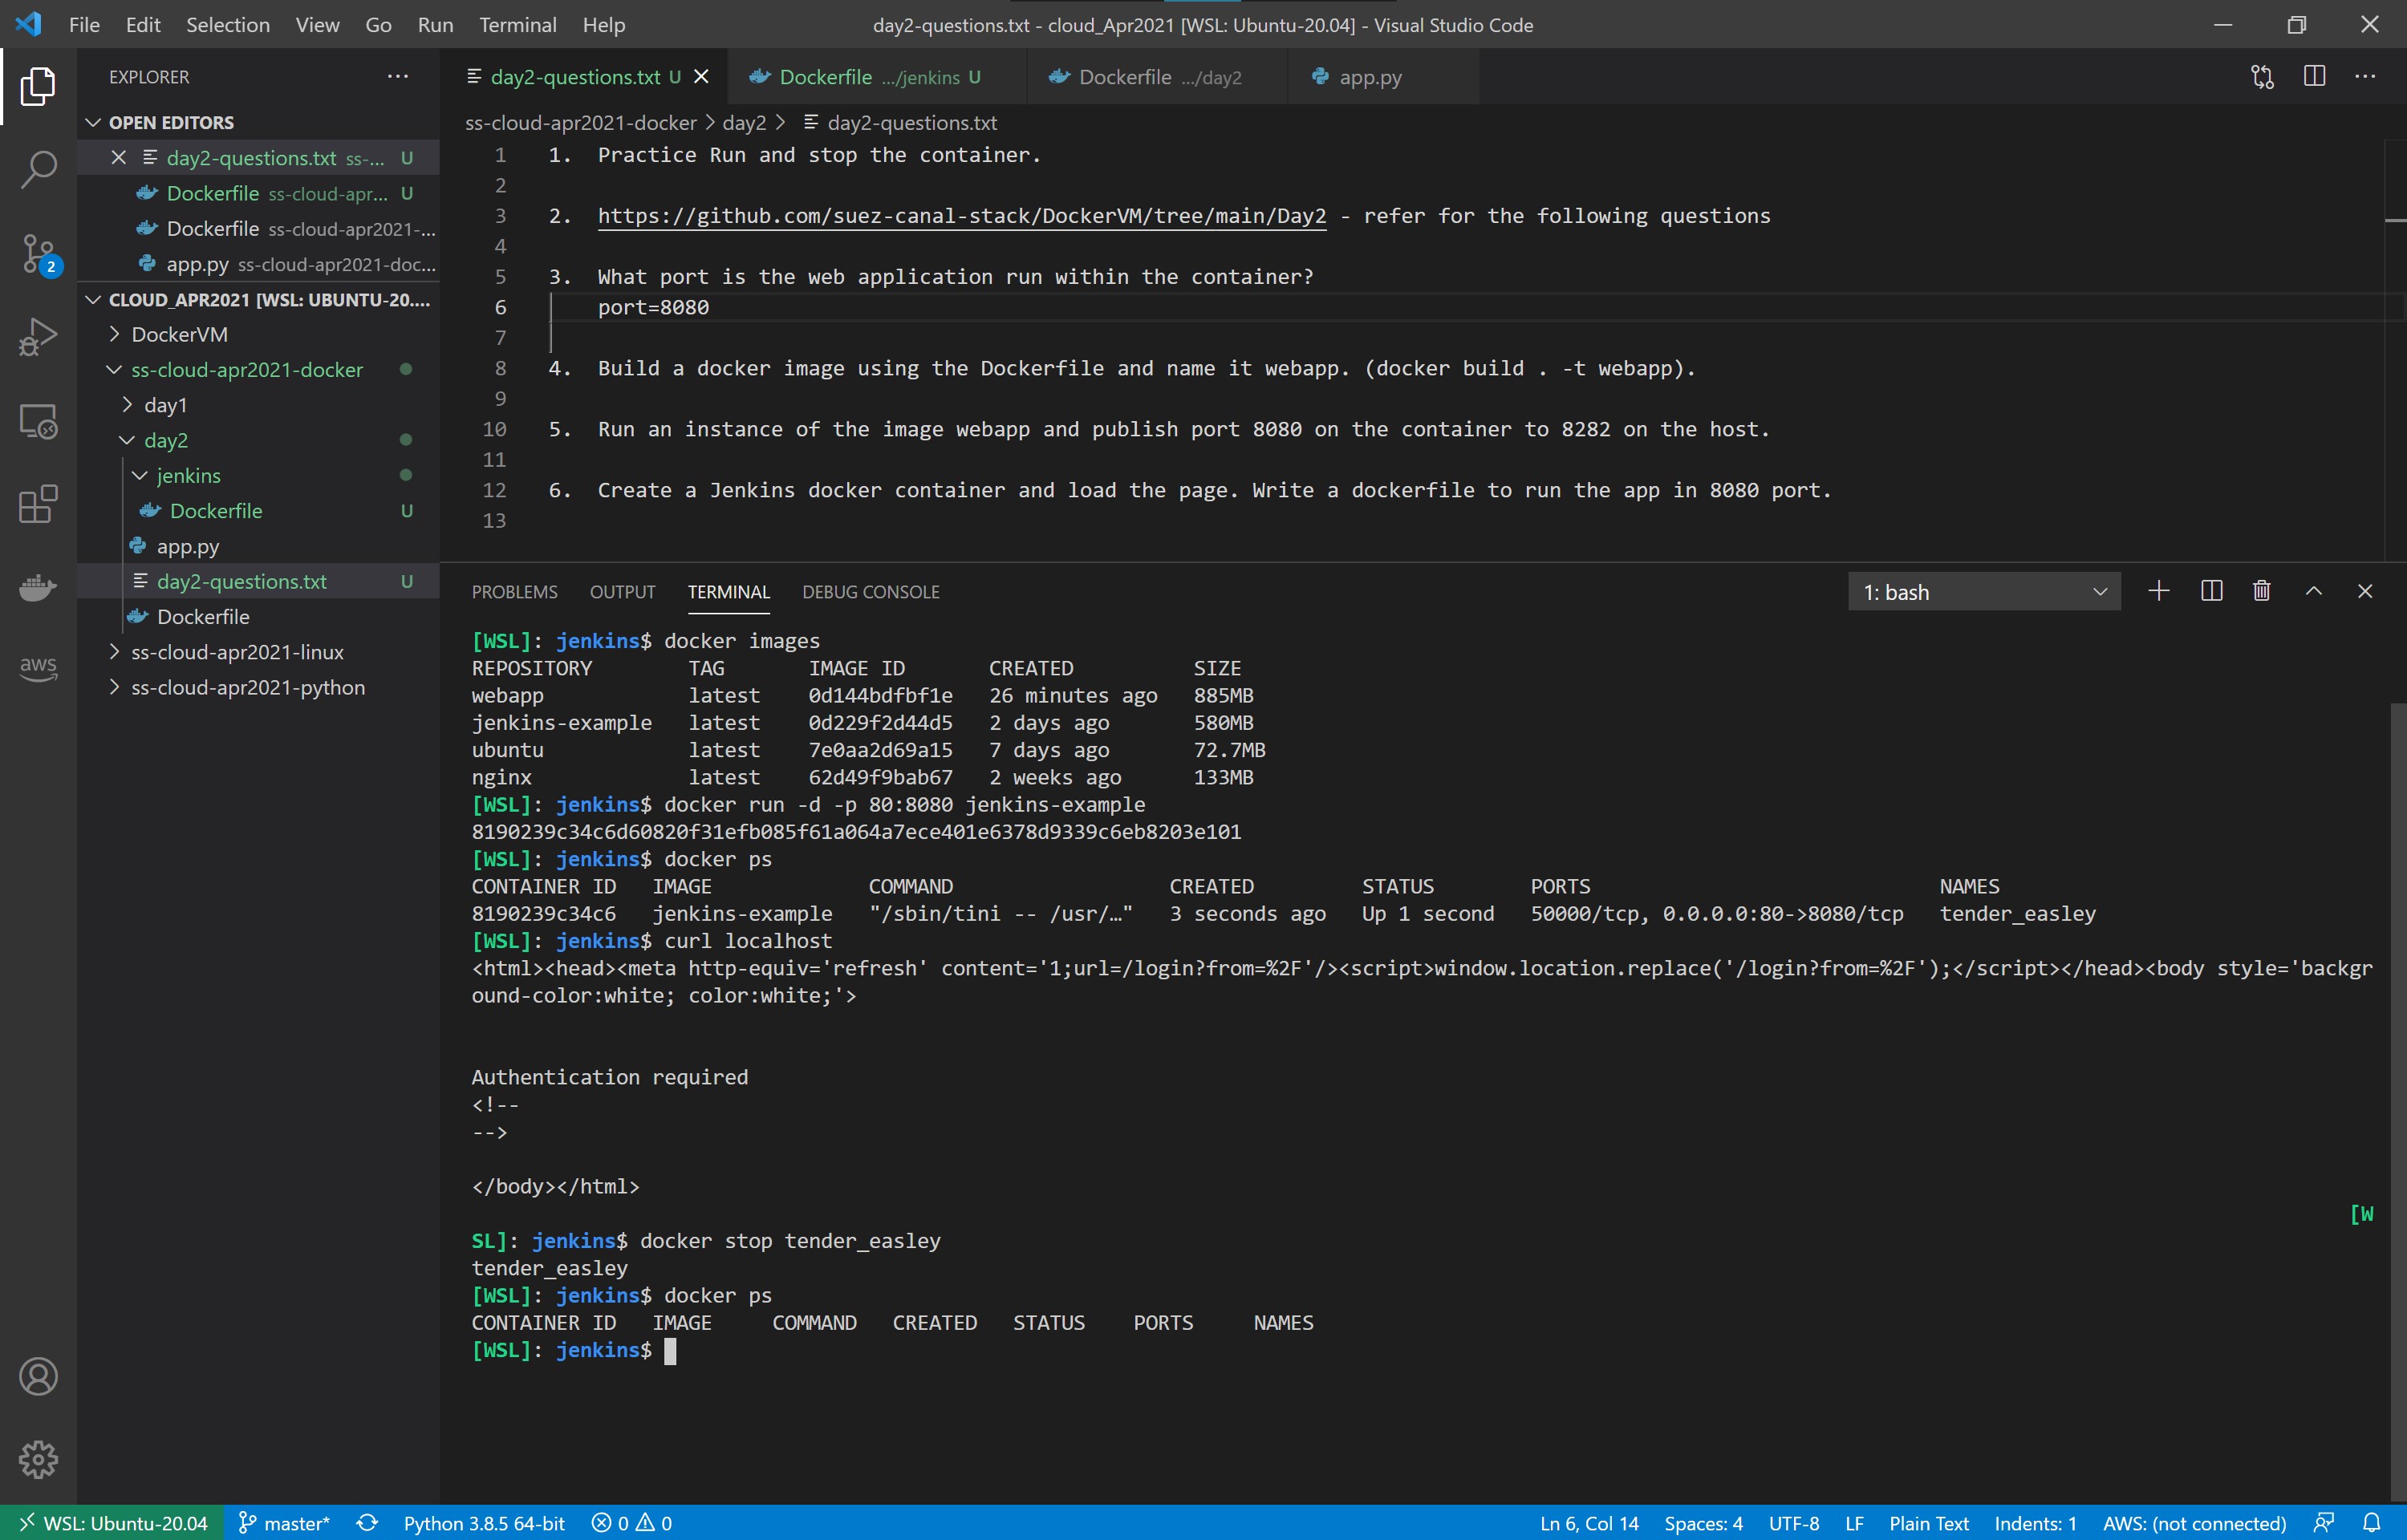 File Edit Selection View Go Run Terminal Help
day2-questions.txt - cloud_Apr2021 [WSL: Ubuntu-20.04] - Visual Studio Code
EXPLORER ···
OPEN EDITORS
day2-questions.txt ss-... U
Dockerfile ss-cloud-apr... U
Dockerfile ss-cloud-apr2021-...
app.py ss-cloud-apr2021-doc...
CLOUD_APR2021 [WSL: UBUNTU-20....
DockerVM
ss-cloud-apr2021-docker
day1
day2
jenkins
Dockerfile U
app.py
day2-questions.txt U
Dockerfile
ss-cloud-apr2021-linux
ss-cloud-apr2021-python
2
aws
day2-questions.txt U
Dockerfile .../jenkins U
Dockerfile .../day2
app.py
ss-cloud-apr2021-docker > day2 > day2-questions.txt
1 1. Practice Run and stop the container.
2
3 2. https://github.com/suez-canal-stack/DockerVM/tree/main/Day2 - refer for the following questions
4
5 3. What port is the web application run within the container?
6 port=8080
7
8 4. Build a docker image using the Dockerfile and name it webapp. (docker build . -t webapp).
9
10 5. Run an instance of the image webapp and publish port 8080 on the container to 8282 on the host.
11
12 6. Create a Jenkins docker container and load the page. Write a dockerfile to run the app in 8080 port.
13
PROBLEMS OUTPUT TERMINAL DEBUG CONSOLE
1: bash
[WSL]: jenkins$ docker images
REPOSITORY TAG IMAGE ID CREATED SIZE
webapp latest 0d144bdfbf1e 26 minutes ago 885MB
jenkins-example latest 0d229f2d44d5 2 days ago 580MB
ubuntu latest 7e0aa2d69a15 7 days ago 72.7MB
nginx latest 62d49f9bab67 2 weeks ago 133MB
[WSL]: jenkins$ docker run -d -p 80:8080 jenkins-example
8190239c34c6d60820f31efb085f61a064a7ece401e6378d9339c6eb8203e101
[WSL]: jenkins$ docker ps
CONTAINER ID IMAGE COMMAND CREATED STATUS PORTS NAMES
8190239c34c6 jenkins-example "/sbin/tini -- /usr/…" 3 seconds ago Up 1 second 50000/tcp, 0.0.0.0:80->8080/tcp tender_easley
[WSL]: jenkins$ curl localhost
<html><head><meta http-equiv='refresh' content='1;url=/login?from=%2F'/><script>window.location.replace('/login?from=%2F');</script></head><body style='backgr
ound-color:white; color:white;'>
Authentication required
<!--
-->
</body></html>
[W
SL]: jenkins$ docker stop tender_easley
tender_easley
[WSL]: jenkins$ docker ps
CONTAINER ID IMAGE COMMAND CREATED STATUS PORTS NAMES
[WSL]: jenkins$
WSL: Ubuntu-20.04 master* Python 3.8.5 64-bit 0 0
Ln 6, Col 14 Spaces: 4 UTF-8 LF Plain Text Indents: 1 AWS: (not connected)